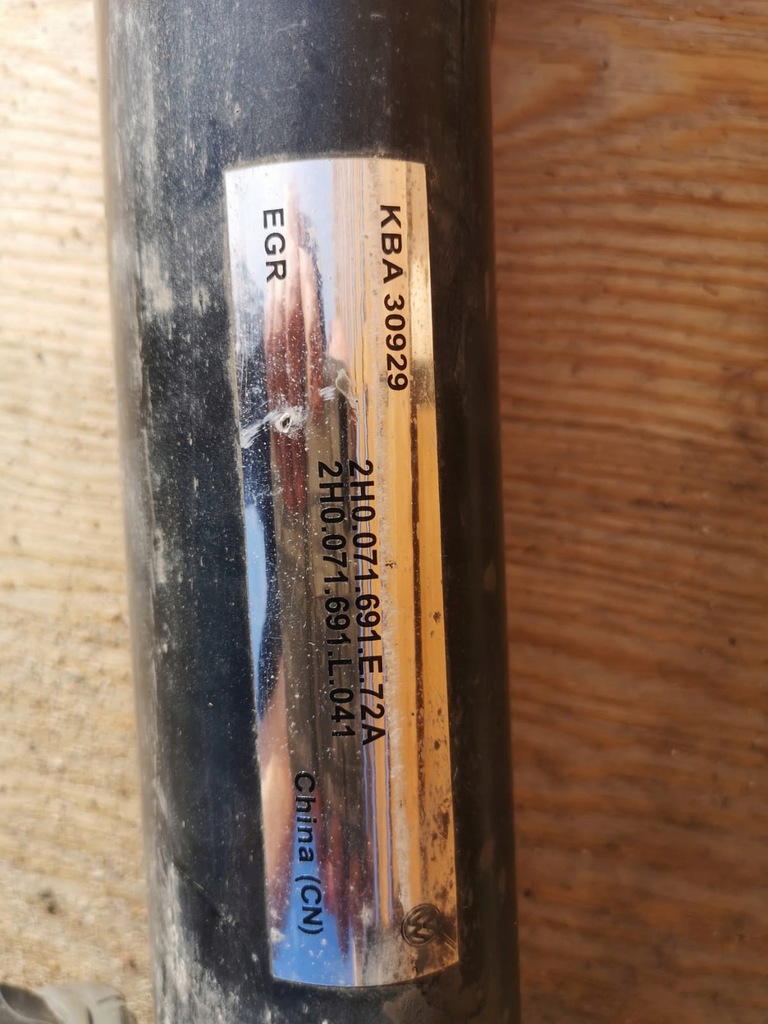 KBA 30929
2H0.071.691.E.72A
2H0.071.691.L.041
EGR
China (CN)